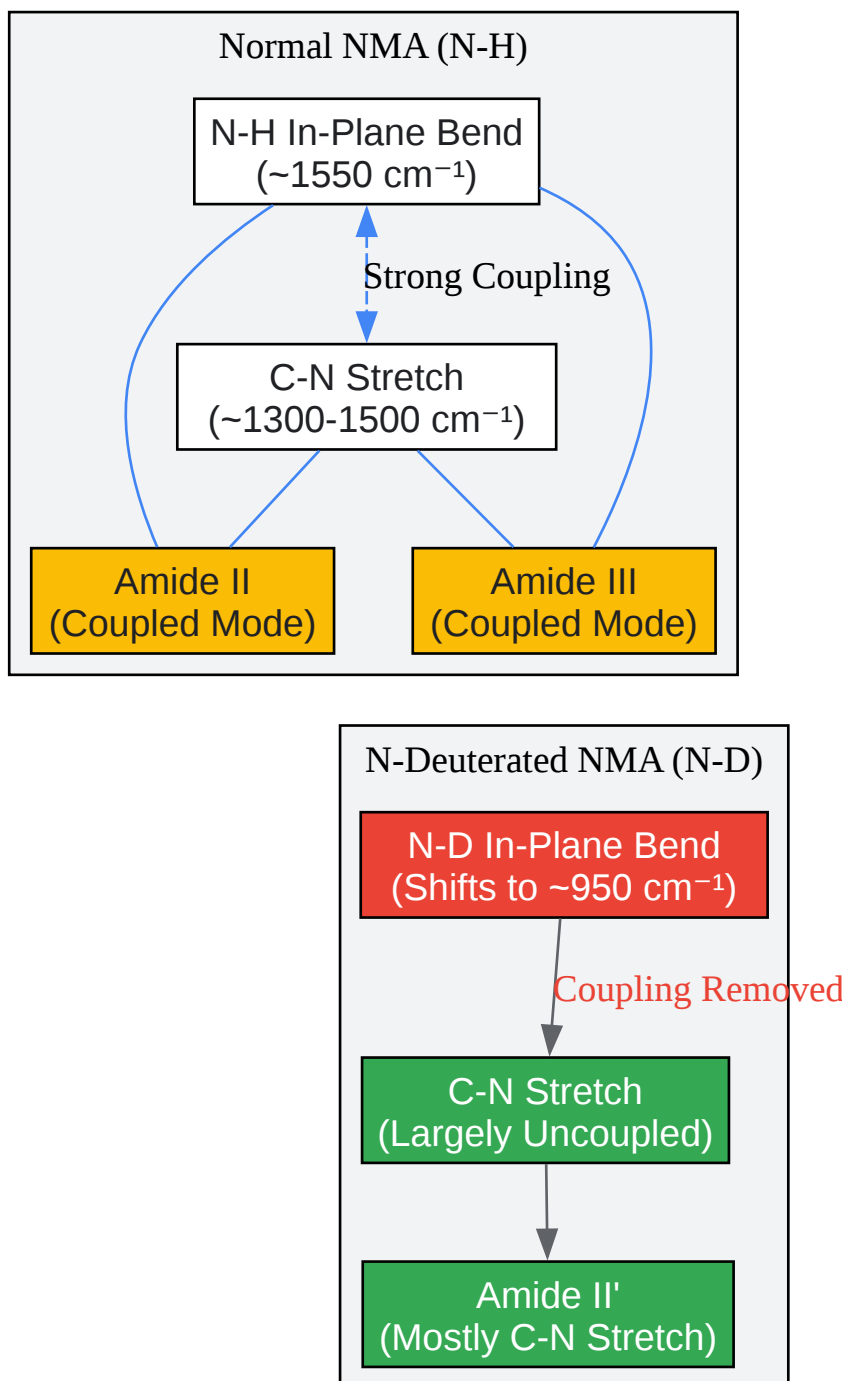 Normal NMA (N-H)
N-H In-Plane Bend
(~1550 cm⁻¹)
Strong Coupling
C-N Stretch
(~1300-1500 cm⁻¹)
Amide II
(Coupled Mode)
Amide III
(Coupled Mode)
N-Deuterated NMA (N-D)
N-D In-Plane Bend
(Shifts to ~950 cm⁻¹)
Coupling Removed
C-N Stretch
(Largely Uncoupled)
Amide II'
(Mostly C-N Stretch)